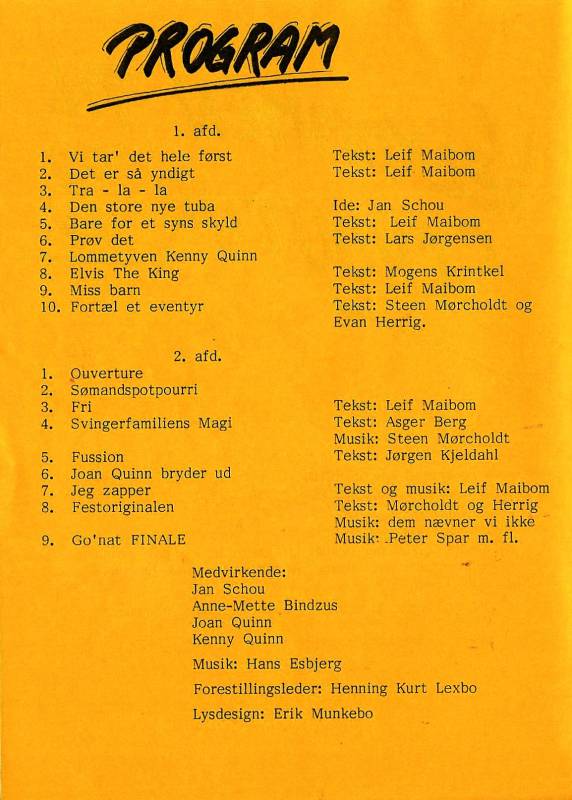 PROGRAM
1. afd.
1. Vi tar' det hele først Tekst: Leif Maibom
2. Det er så yndigt Tekst: Leif Maibom
3. Tra - la - la
4. Den store nye tuba Ide: Jan Schou
5. Bare for et syns skyld Tekst: Leif Maibom
6. Prøv det Tekst: Lars Jørgensen
7. Lommetyven Kenny Quinn
8. Elvis The King Tekst: Mogens Krintkel
9. Miss barn Tekst: Leif Maibom
10. Fortæl et eventyr Tekst: Steen Mørcholdt og
Evan Herrig.
2. afd.
1. Ouverture
2. Sømandspotpourri
3. Fri Tekst: Leif Maibom
4. Svingerfamiliens Magi Tekst: Asger Berg
Musik: Steen Mørcholdt
5. Fussion Tekst: Jørgen Kjeldahl
6. Joan Quinn bryder ud
7. Jeg zapper Tekst og musik: Leif Maibom
8. Festoriginalen Tekst: Mørcholdt og Herrig
Musik: dem nævner vi ikke
9. Go'nat FINALE Musik: Peter Spar m. fl.
Medvirkende:
Jan Schou
Anne-Mette Bindzus
Joan Quinn
Kenny Quinn
Musik: Hans Esbjerg
Forestillingsleder: Henning Kurt Lexbo
Lysdesign: Erik Munkebo